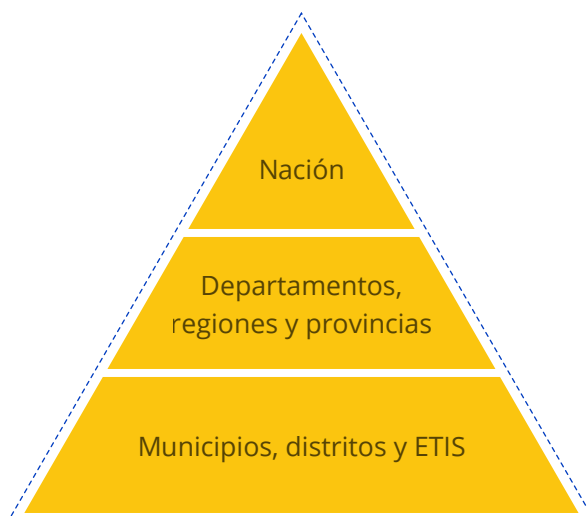 Nación
Departamentos,
regiones y provincias
Municipios, distritos y ETIS